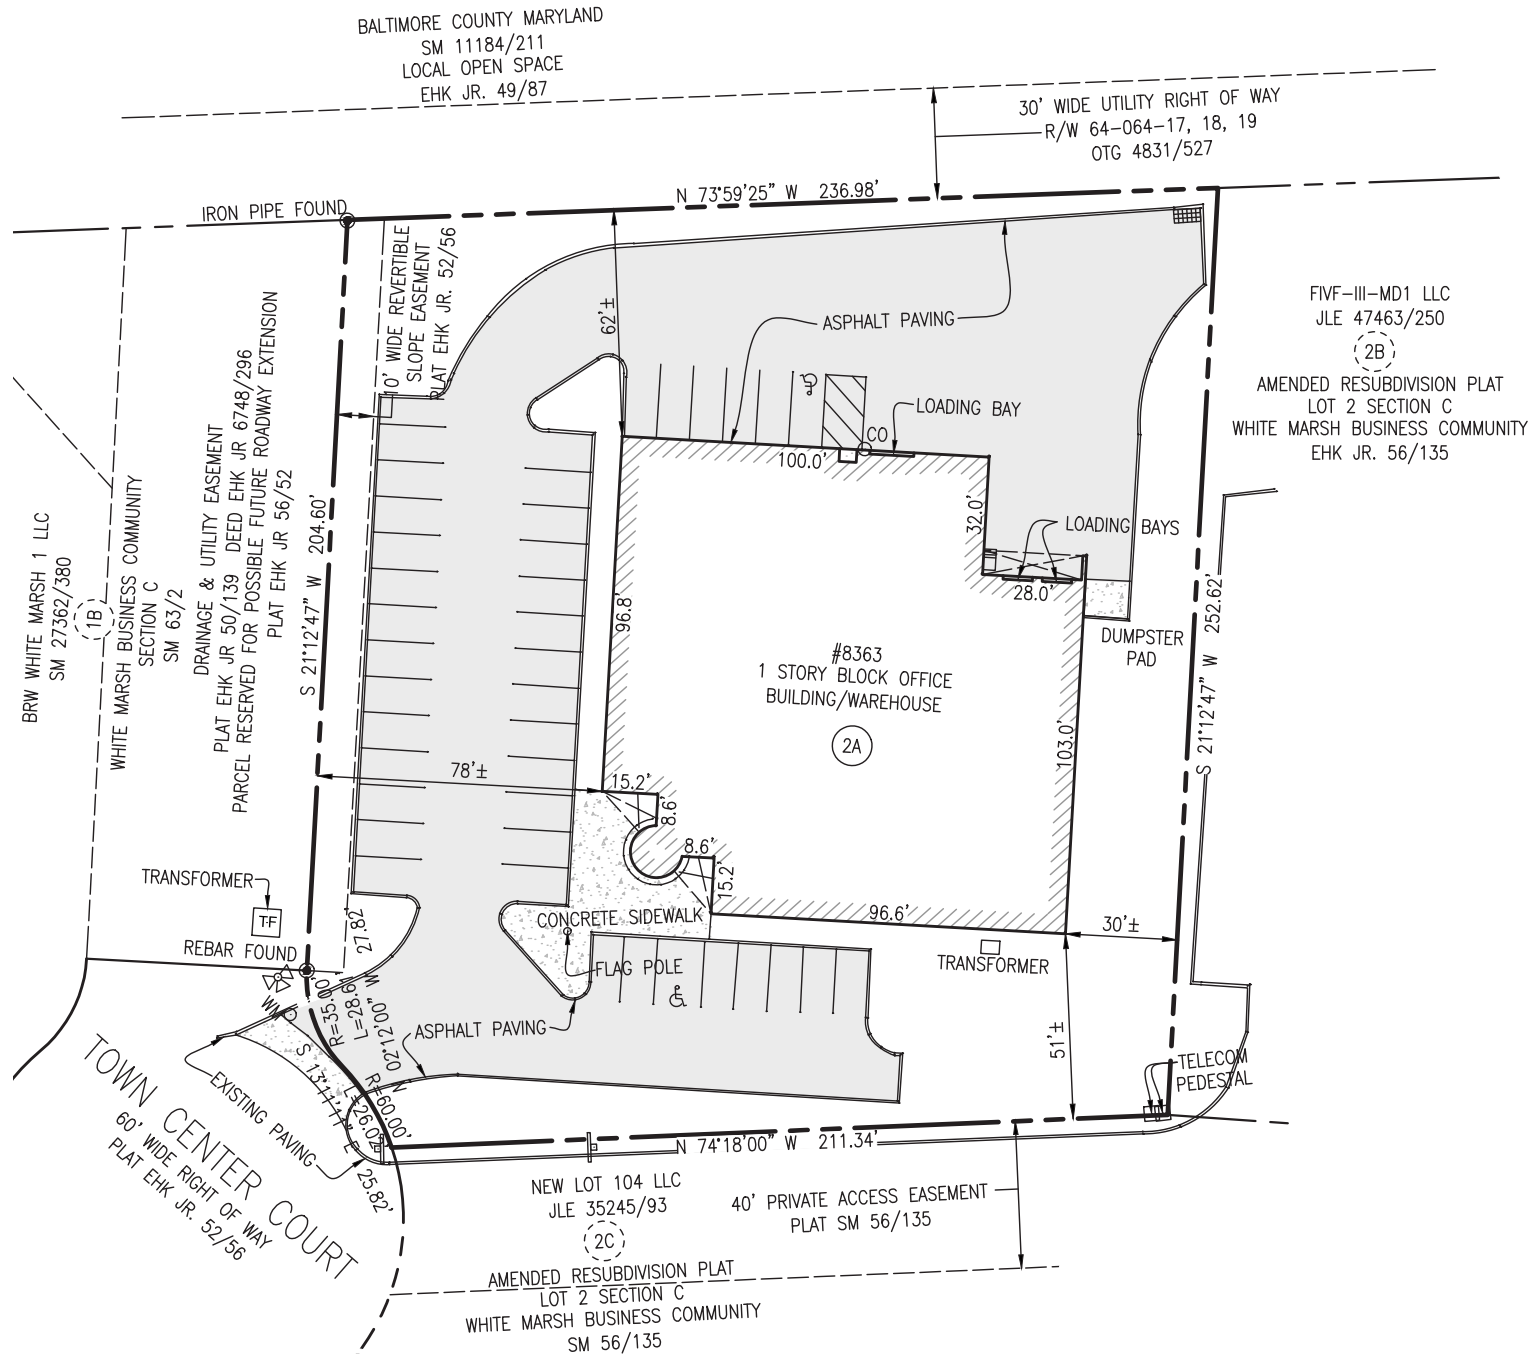 BALTIMORE COUNTY MARYLAND
SM 11184/211
LOCAL OPEN SPACE
EHK JR. 49/87
30' WIDE UTILITY RIGHT OF WAY
R/W 64-064-17, 18, 19
OTG 4831/527
N 73°59'25" W 236.98'
IRON PIPE FOUND
10' WIDE REVERTIBLE
SLOPE EASEMENT
PLAT EHK JR. 52/56
62'±
ASPHALT PAVING
FIVF-III-MD1 LLC
JLE 47463/250
2B
AMENDED RESUBDIVISION PLAT
LOT 2 SECTION C
WHITE MARSH BUSINESS COMMUNITY
EHK JR. 56/135
LOADING BAY
CO
100.0'
32.0'
LOADING BAYS
28.0'
DUMPSTER
PAD
BRW WHITE MARSH 1 LLC
SM 27362/380
1B
WHITE MARSH BUSINESS COMMUNITY
SECTION C
SM 63/2
DRAINAGE & UTILITY EASEMENT
PLAT EHK JR 50/139 DEED EHK JR 6748/296
PARCEL RESERVED FOR POSSIBLE FUTURE ROADWAY EXTENSION
PLAT EHK JR 56/52
S 21°12'47" W 204.60'
96.8'
#8363
1 STORY BLOCK OFFICE
BUILDING/WAREHOUSE
2A
103.0'
S 21°12'47" W 252.62'
78'±
15.2'
8.6'
8.6'
15.2'
96.6'
30'±
TRANSFORMER
TF
REBAR FOUND
27.82'
CONCRETE SIDEWALK
FLAG POLE
TRANSFORMER
WM
R=35.00'
L=28.61'
N 02°12'00" W
ASPHALT PAVING
51'±
TELECOM
PEDESTAL
EXISTING PAVING
S 13°11'11" E 25.82'
L=26.02'
R=60.00'
TOWN CENTER COURT
60' WIDE RIGHT OF WAY
PLAT EHK JR. 52/56
N 74°18'00" W 211.34'
NEW LOT 104 LLC
JLE 35245/93
2C
AMENDED RESUBDIVISION PLAT
LOT 2 SECTION C
WHITE MARSH BUSINESS COMMUNITY
SM 56/135
40' PRIVATE ACCESS EASEMENT
PLAT SM 56/135